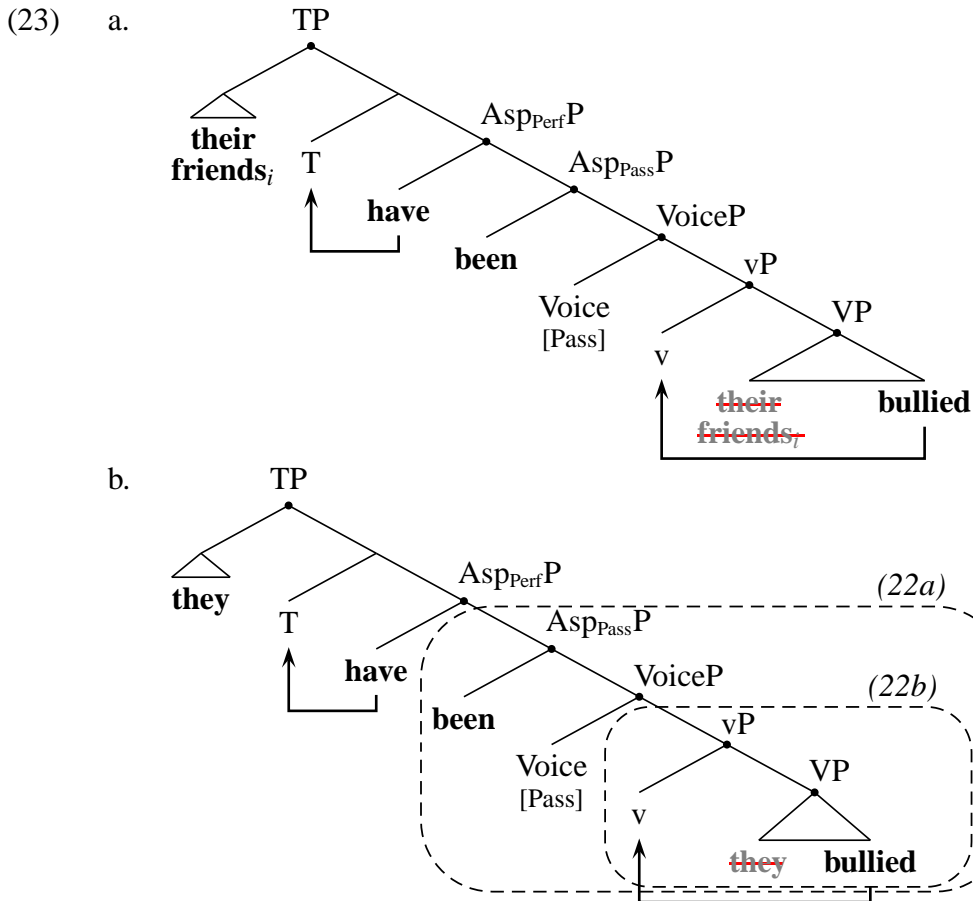 (23) a.
TP
Asp_Perf P
their
friends_i
T
Asp_Pass P
have
VoiceP
been
vP
Voice
[Pass]
VP
v
their
friends_i
bullied
b.
TP
Asp_Perf P
(22a)
they
T
Asp_Pass P
have
VoiceP
(22b)
been
vP
Voice
[Pass]
VP
v
they
bullied